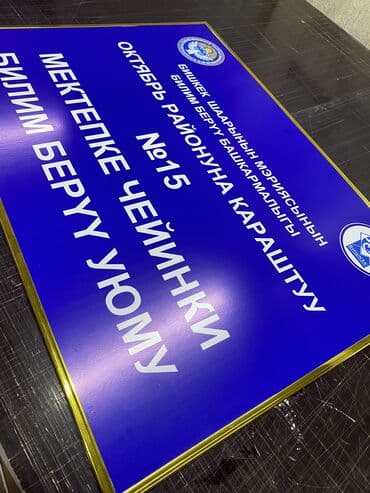 БИШКЕК ШААРЫНЫН МЭРИЯСЫНЫН
БИЛИМ БЕРҮҮ БАШКАРМАЛЫГЫ
ОКТЯБРЬ РАЙОНУНА КАРАШТУУ
№15
МЕКТЕПКЕ ЧЕЙИНКИ
БИЛИМ БЕРҮҮ УЮМУ